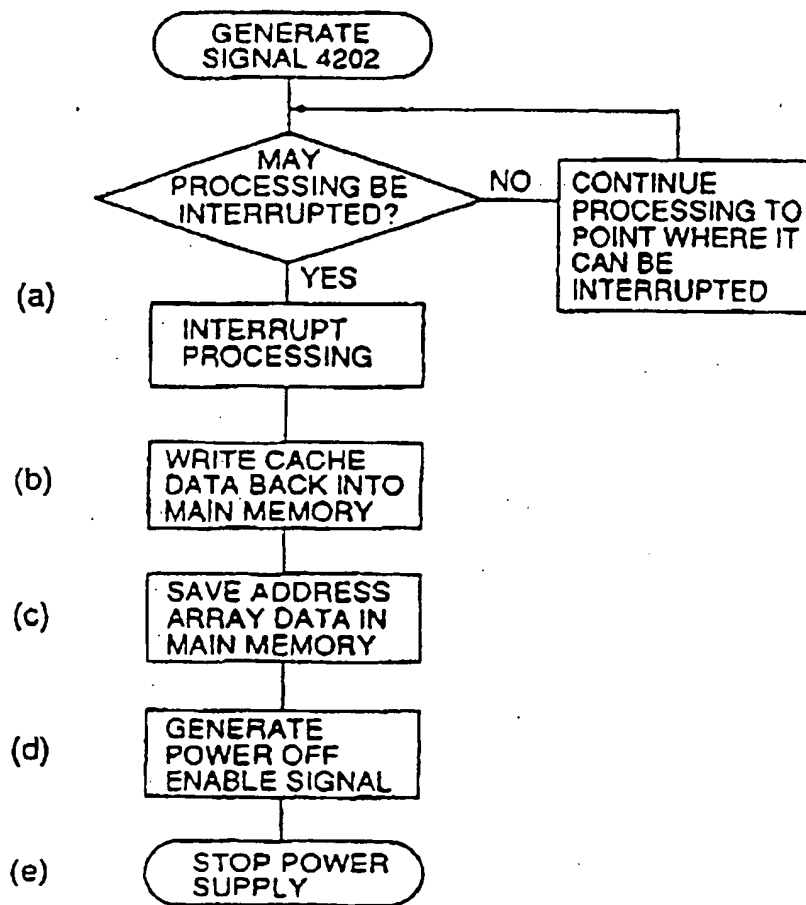 GENERATE
SIGNAL 4202
MAY
PROCESSING BE
INTERRUPTED?
NO
CONTINUE
PROCESSING TO
POINT WHERE IT
CAN BE
INTERRUPTED
YES
(a)
INTERRUPT
PROCESSING
(b)
WRITE CACHE
DATA BACK INTO
MAIN MEMORY
(c)
SAVE ADDRESS
ARRAY DATA IN
MAIN MEMORY
(d)
GENERATE
POWER OFF
ENABLE SIGNAL
(e)
STOP POWER
SUPPLY